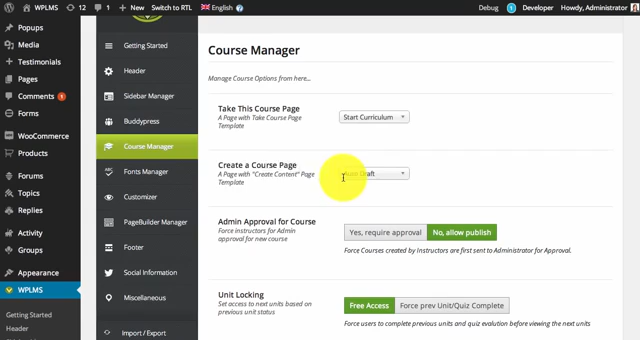 WPLMS 12 1 + New Switch to RTL English Debug 1 Developer Howdy, Administrator
Popups
Media
Testimonials
Pages
Comments 1
Forms
WooCommerce
Products
Forums
Topics
Replies
Activity
Groups
Appearance
WPLMS
Getting Started
Header
Getting Started
Header
Sidebar Manager
Buddypress
Course Manager
Fonts Manager
Customizer
PageBuilder Manager
Footer
Social Information
Miscellaneous
Import / Export
Course Manager
Manage Course Options from here...
Take This Course Page
A Page with Take Course Page
Template
Start Curriculum
Create a Course Page
A Page with "Create Content" Page
Template
Auto Draft
Admin Approval for Course
Force instructors for Admin
approval for new course
Yes, require approval No, allow publish
Force Courses created by Instructors are first sent to Administrator for Approval.
Unit Locking
Set access to next units based on
previous unit status
Free Access Force prev Unit/Quiz Complete
Force users to complete previous units and quiz evalution before viewing the next units